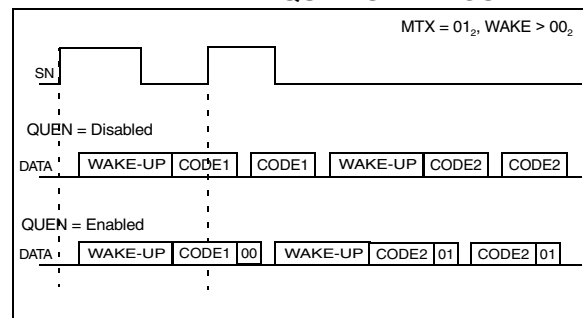 MTX = 01₂, WAKE > 00₂
SN
QUEN = Disabled
DATA WAKE-UP CODE1 CODE1 WAKE-UP CODE2 CODE2
QUEN = Enabled
DATA WAKE-UP CODE1 00 WAKE-UP CODE2 01 CODE2 01